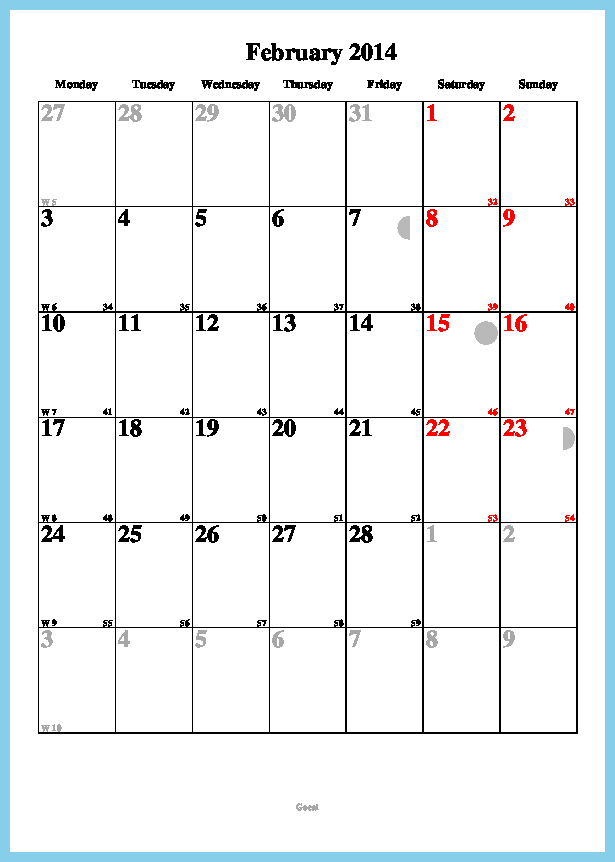 February 2014
Monday Tuesday Wednesday Thursday Friday Saturday Sunday
27 28 29 30 31 1 2
W 5 32 33
3 4 5 6 7 8 9
W 6 34 35 36 37 38 39 40
10 11 12 13 14 15 16
W 7 41 42 43 44 45 46 47
17 18 19 20 21 22 23
W 8 48 49 50 51 52 53 54
24 25 26 27 28 1 2
W 9 55 56 57 58 59
3 4 5 6 7 8 9
W 10
Guest